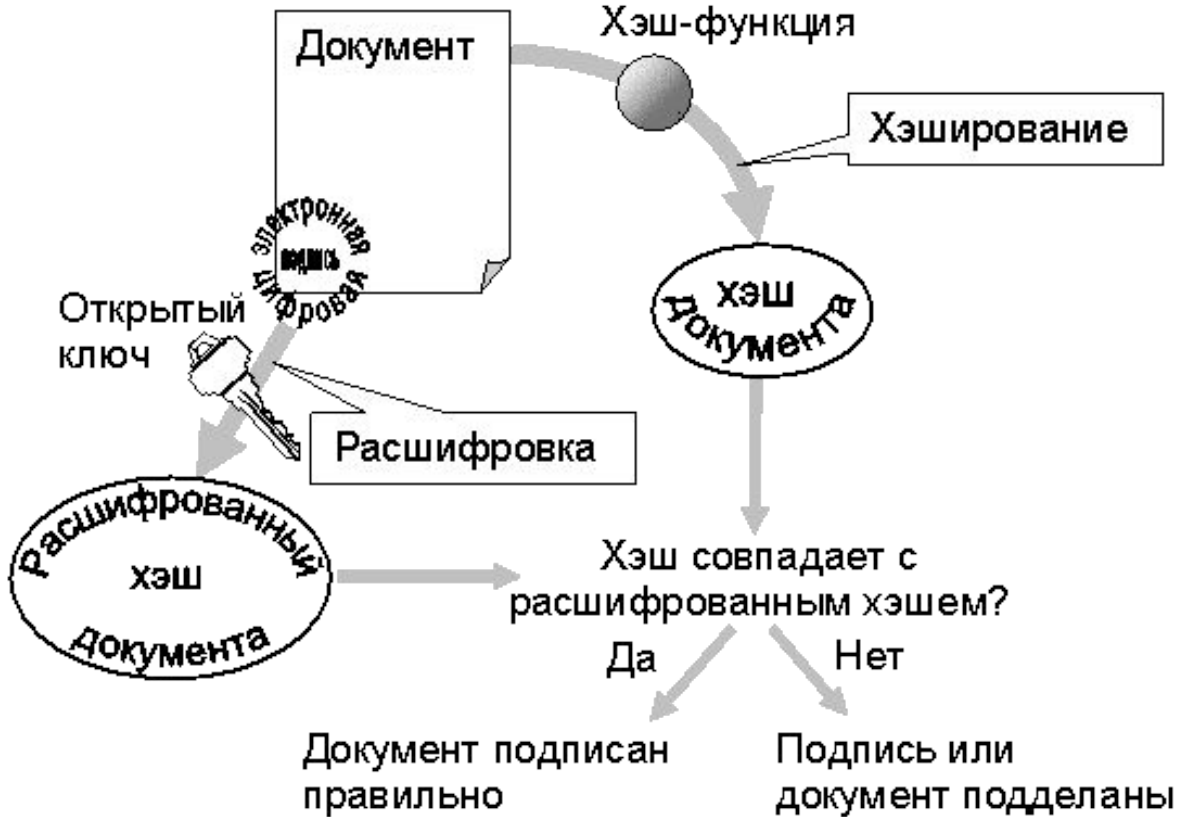 Документ
Хэш-функция
Хэширование
электронная
подпись
цифровая
хэш
документа
Открытый
ключ
Расшифровка
Расшифрованный
хэш
документа
Хэш совпадает с
расшифрованным хэшем?
Да
Нет
Документ подписан
правильно
Подпись или
документ подделаны